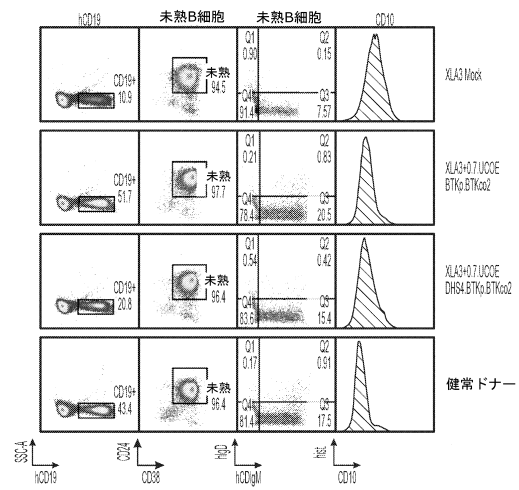 hCD19
未熟B細胞
未熟B細胞
CD10
CD19+
10.9
未熟
94.5
Q1
0.90
Q2
0.15
Q4
91.4
Q3
7.57
XLA3 Mock
CD19+
51.7
未熟
97.7
Q1
0.21
Q2
0.83
Q4
78.4
Q3
20.5
XLA3+0.7.UCOE
BTKp.BTKco2
CD19+
20.8
未熟
96.4
Q1
0.54
Q2
0.42
Q4
83.6
Q3
15.4
XLA3+0.7.UCOE
DHS4.BTKp.BTKco2
CD19+
43.4
未熟
96.4
Q1
0.17
Q2
0.91
Q4
81.4
Q3
17.5
健常ドナー
SSC-A
hCD19
CD24
CD38
hIgD
hCDIgM
hist.
CD10